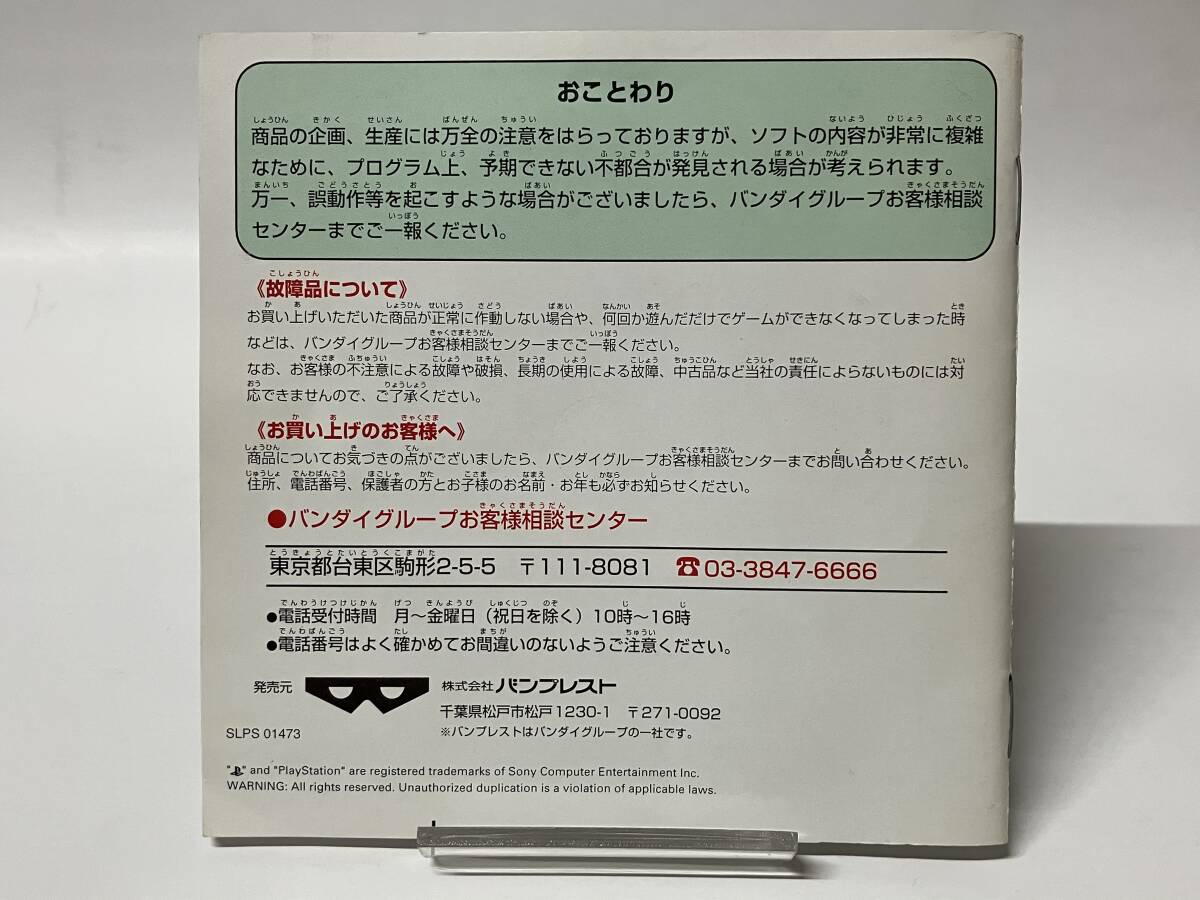 おことわり
商品の企画、生産には万全の注意をはらっておりますが、ソフトの内容が非常に複雑
なために、プログラム上、予期できない不都合が発見される場合が考えられます。
万一、誤動作等を起こすような場合がございましたら、バンダイグループお客様相談
センターまでご一報ください。
《故障品について》
お買い上げいただいた商品が正常に作動しない場合や、何回か遊んだだけでゲームができなくなってしまった時
などは、バンダイグループお客様相談センターまでご一報ください。
なお、お客様の不注意による故障や破損、長期の使用による故障、中古品など当社の責任によらないものには対
応できませんので、ご了承ください。
《お買い上げのお客様へ》
商品についてお気づきの点がございましたら、バンダイグループお客様相談センターまでお問い合わせください。
住所、電話番号、保護者の方とお子様のお名前・お年も必ずお知らせください。
●バンダイグループお客様相談センター
東京都台東区駒形2-5-5 〒111-8081 ☎03-3847-6666
●電話受付時間 月〜金曜日（祝日を除く）10時〜16時
●電話番号はよく確かめてお間違いのないようご注意ください。
発売元 株式会社 バンプレスト
千葉県松戸市松戸1230-1 〒271-0092
SLPS 01473 ※バンプレストはバンダイグループの一社です。
"PS" and "PlayStation" are registered trademarks of Sony Computer Entertainment Inc.
WARNING: All rights reserved. Unauthorized duplication is a violation of applicable laws.